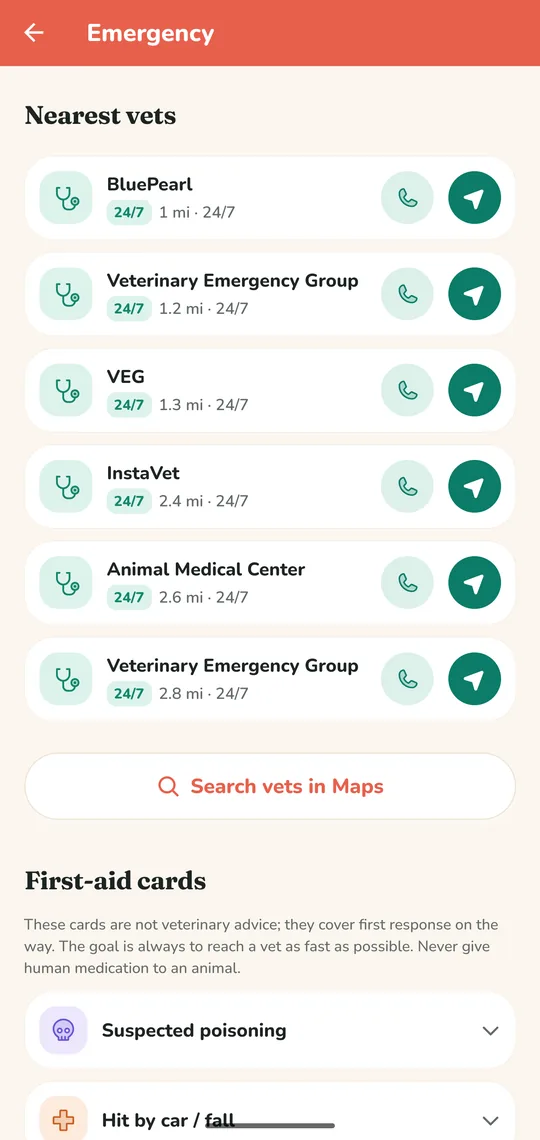 Emergency
Nearest vets
BluePearl
24/7 1 mi · 24/7
Veterinary Emergency Group
24/7 1.2 mi · 24/7
VEG
24/7 1.3 mi · 24/7
InstaVet
24/7 2.4 mi · 24/7
Animal Medical Center
24/7 2.6 mi · 24/7
Veterinary Emergency Group
24/7 2.8 mi · 24/7
Search vets in Maps
First-aid cards
These cards are not veterinary advice; they cover first response on the
way. The goal is always to reach a vet as fast as possible. Never give
human medication to an animal.
Suspected poisoning
Hit by car / fall